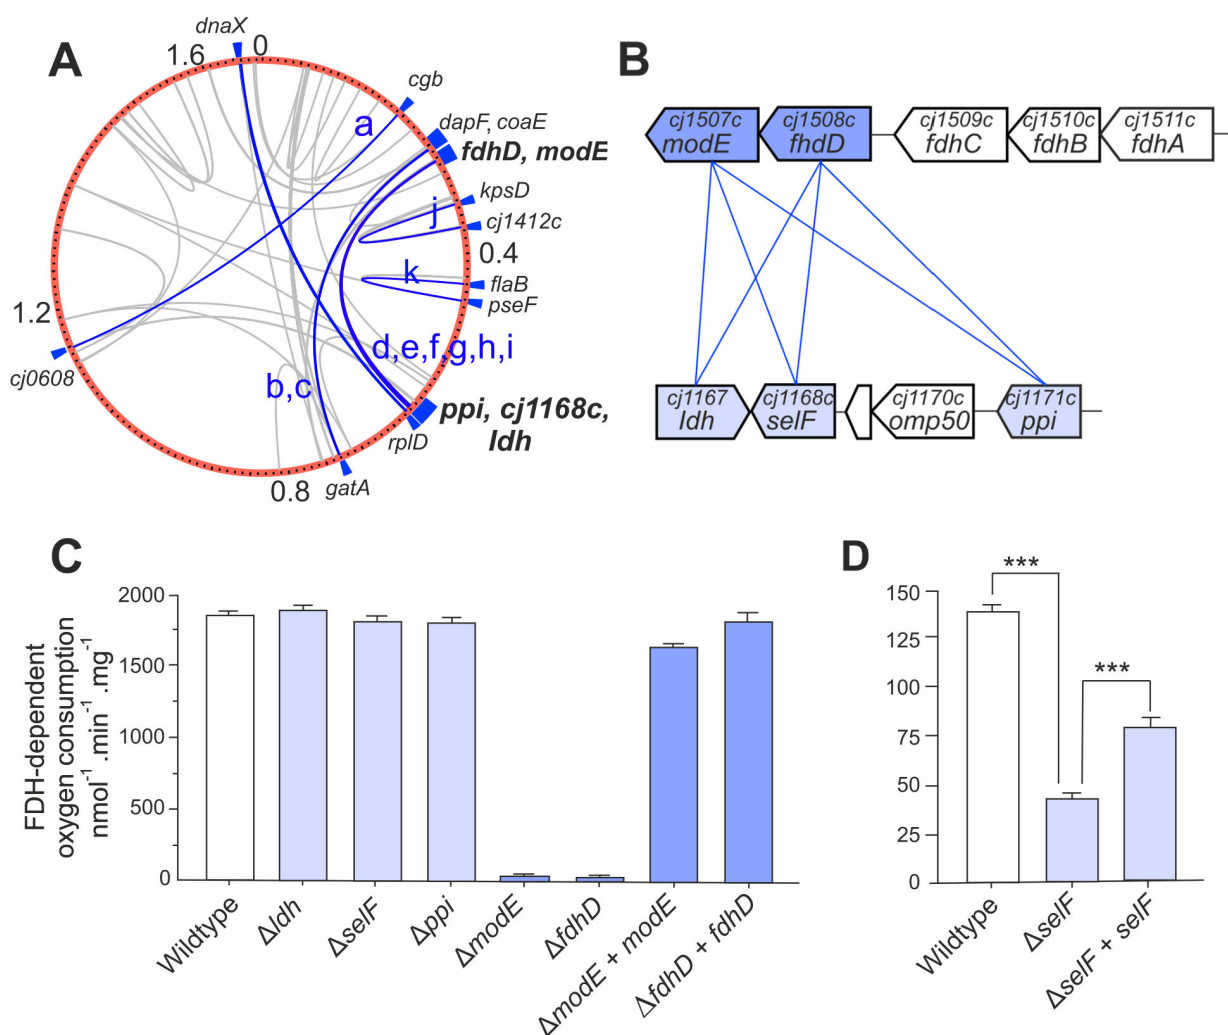 A
dnaX
0
1.6
cgb
a
dapF, coaE
fdhD, modE
kpsD
j
cj1412c
0.4
k
flaB
pseF
1.2
d,e,f,g,h,i
cj0608
b,c
ppi, cj1168c,
ldh
rplD
gatA
0.8
B
cj1507c cj1508c cj1509c cj1510c cj1511c
modE fhdD fdhC fdhB fdhA
cj1167 cj1168c cj1170c cj1171c
ldh selF omp50 ppi
C
FDH-dependent
oxygen consumption
nmol⁻¹ .min⁻¹ .mg⁻¹
2000
1500
1000
500
0
Wildtype
Δldh
ΔselF
Δppi
ΔmodE
ΔfdhD
ΔmodE + modE
ΔfdhD + fdhD
D
***
***
150
125
100
75
50
25
0
Wildtype
ΔselF
ΔselF + selF